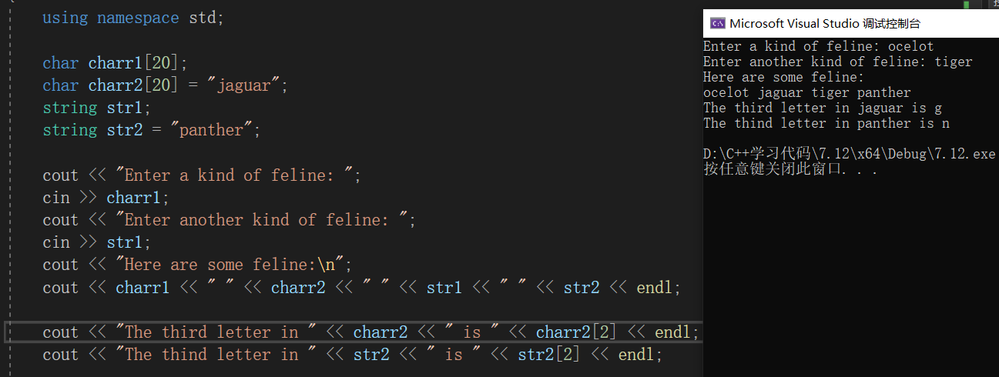 using namespace std;
char charr1[20];
char charr2[20] = "jaguar";
string str1;
string str2 = "panther";
cout << "Enter a kind of feline: ";
cin >> charr1;
cout << "Enter another kind of feline: ";
cin >> str1;
cout << "Here are some feline:\n";
cout << charr1 << " " << charr2 << " " << str1 << " " << str2 << endl;
cout << "The third letter in " << charr2 << " is " << charr2[2] << endl;
cout << "The thind letter in " << str2 << " is " << str2[2] << endl;
Microsoft Visual Studio 调试控制台
Enter a kind of feline: ocelot
Enter another kind of feline: tiger
Here are some feline:
ocelot jaguar tiger panther
The third letter in jaguar is g
The thind letter in panther is n
D:\C++学习代码\7.12\x64\Debug\7.12.exe
按任意键关闭此窗口. . .